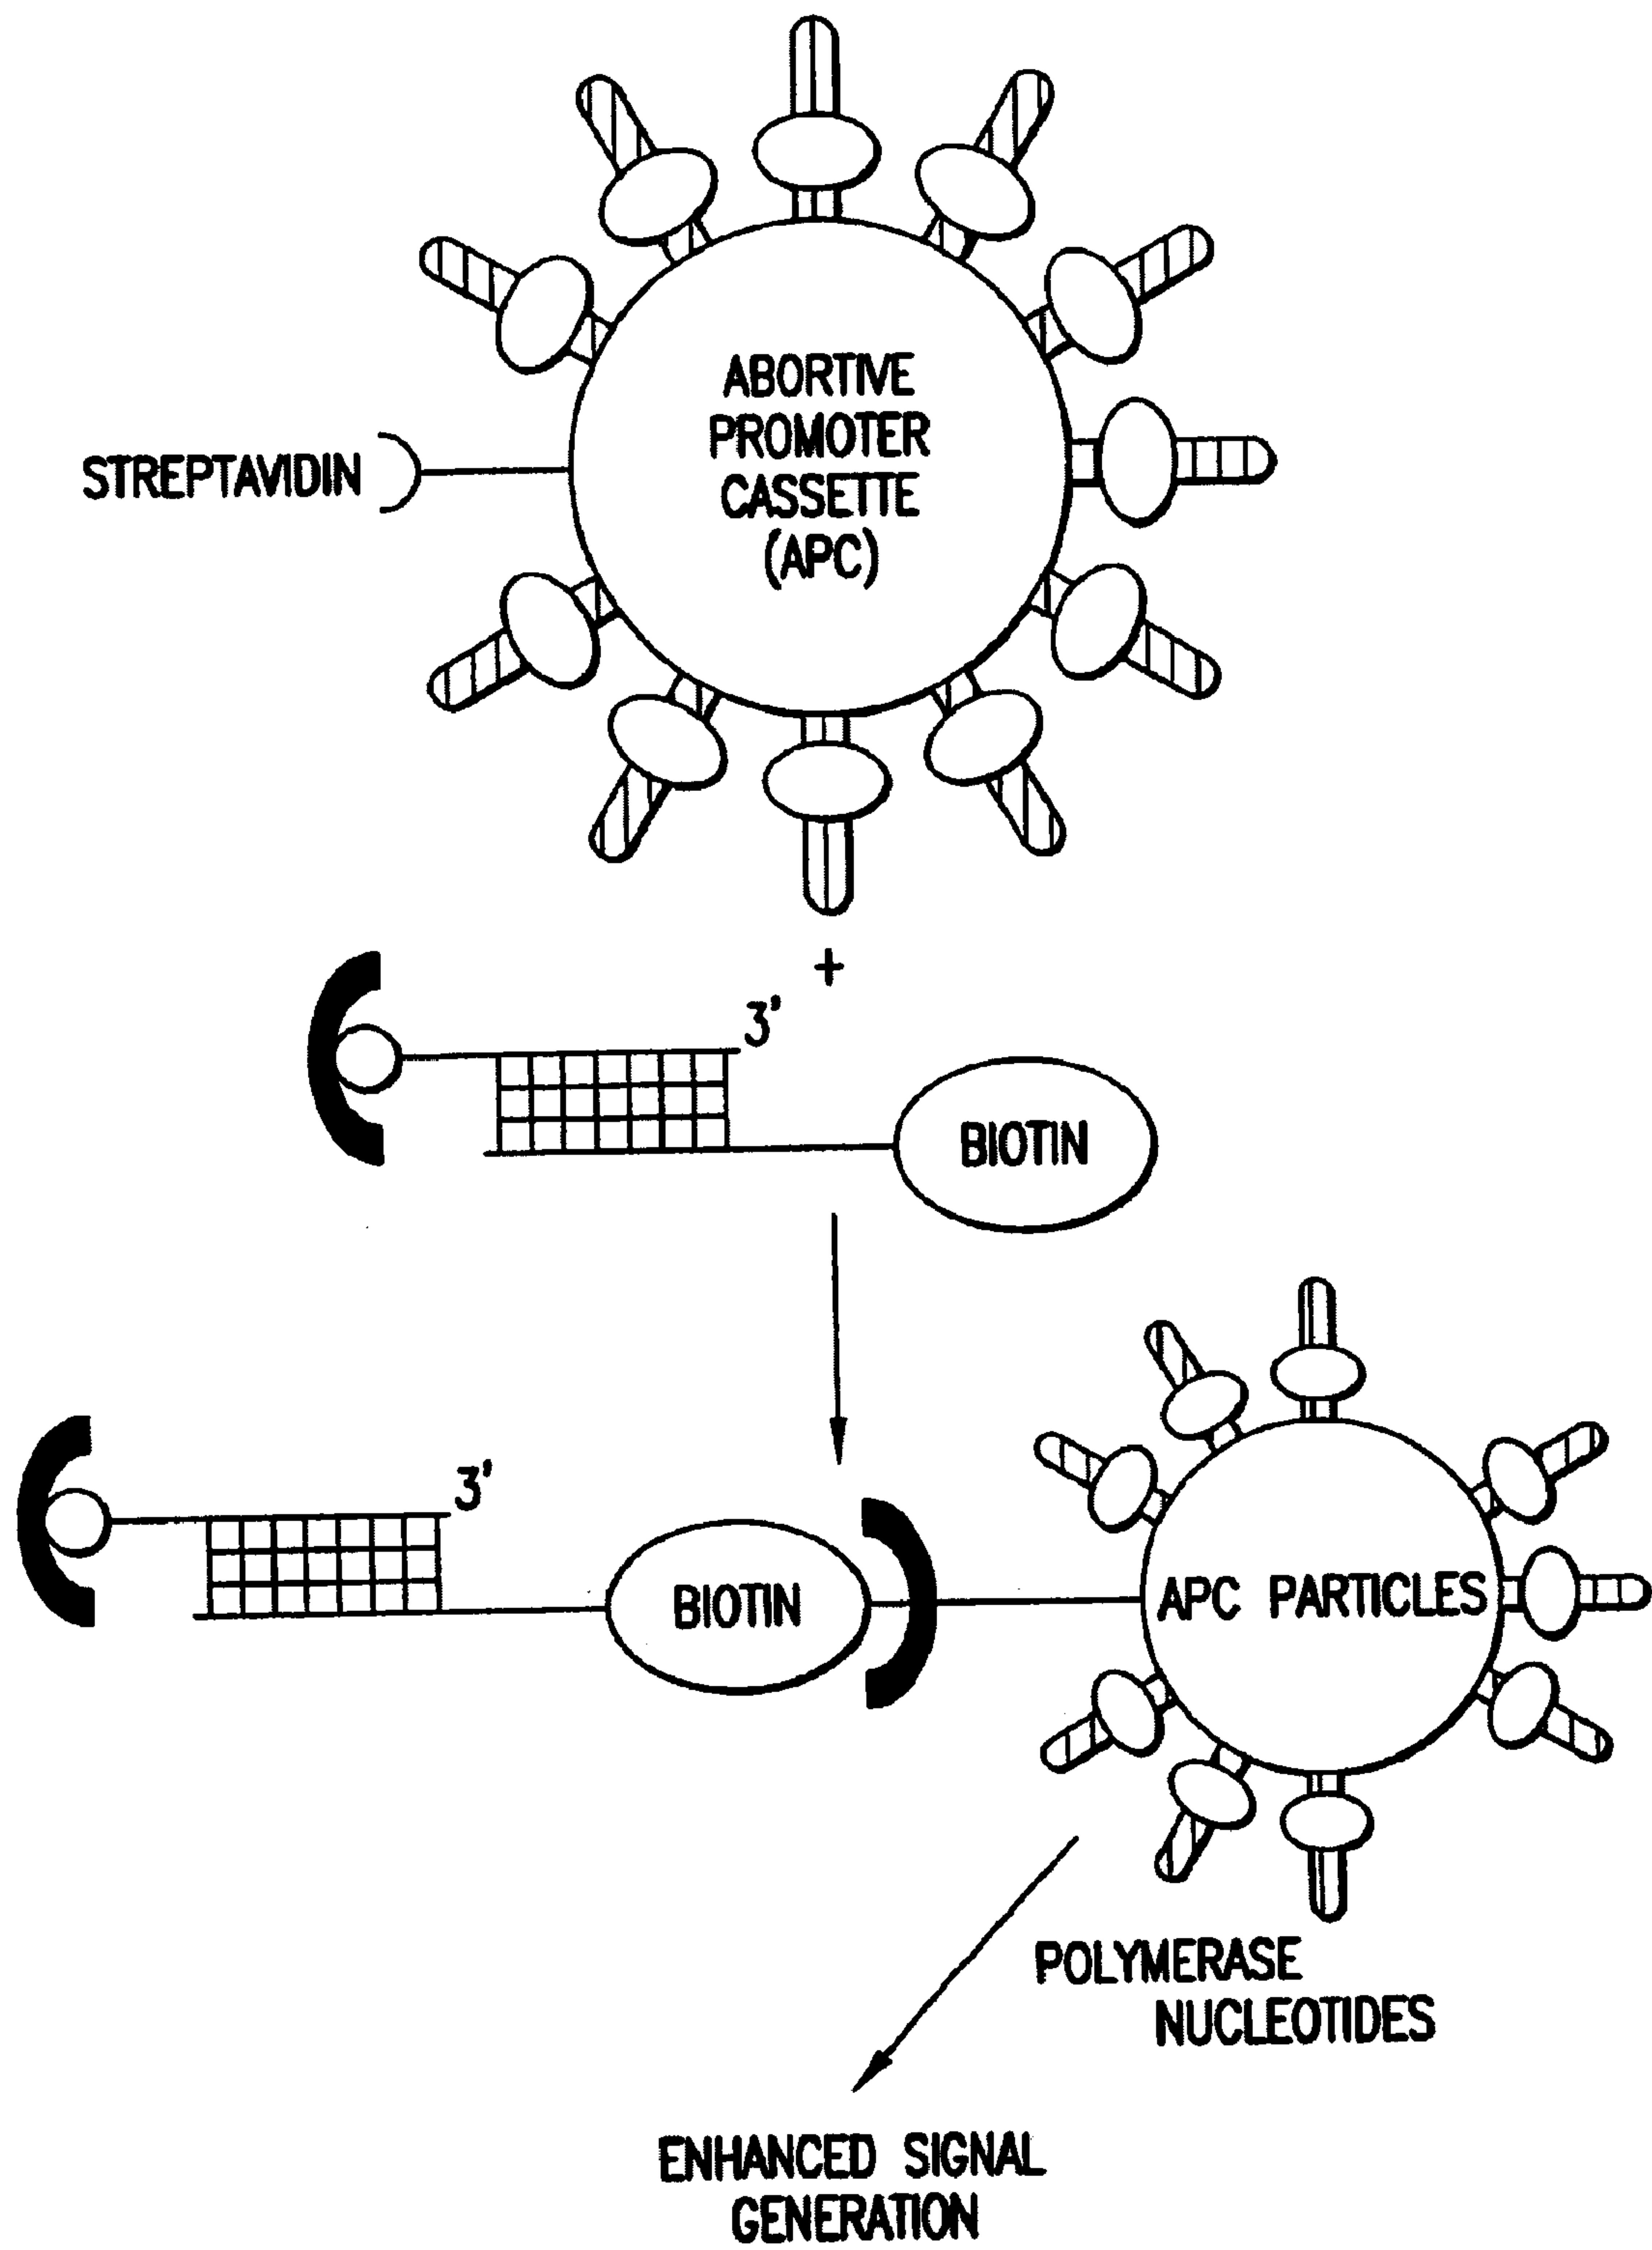 ABORTIVE
PROMOTER
CASSETTE
(APC)
STREPTAVIDIN
+
3'
BIOTIN
3'
BIOTIN
APC PARTICLES
POLYMERASE
NUCLEOTIDES
ENHANCED SIGNAL
GENERATION